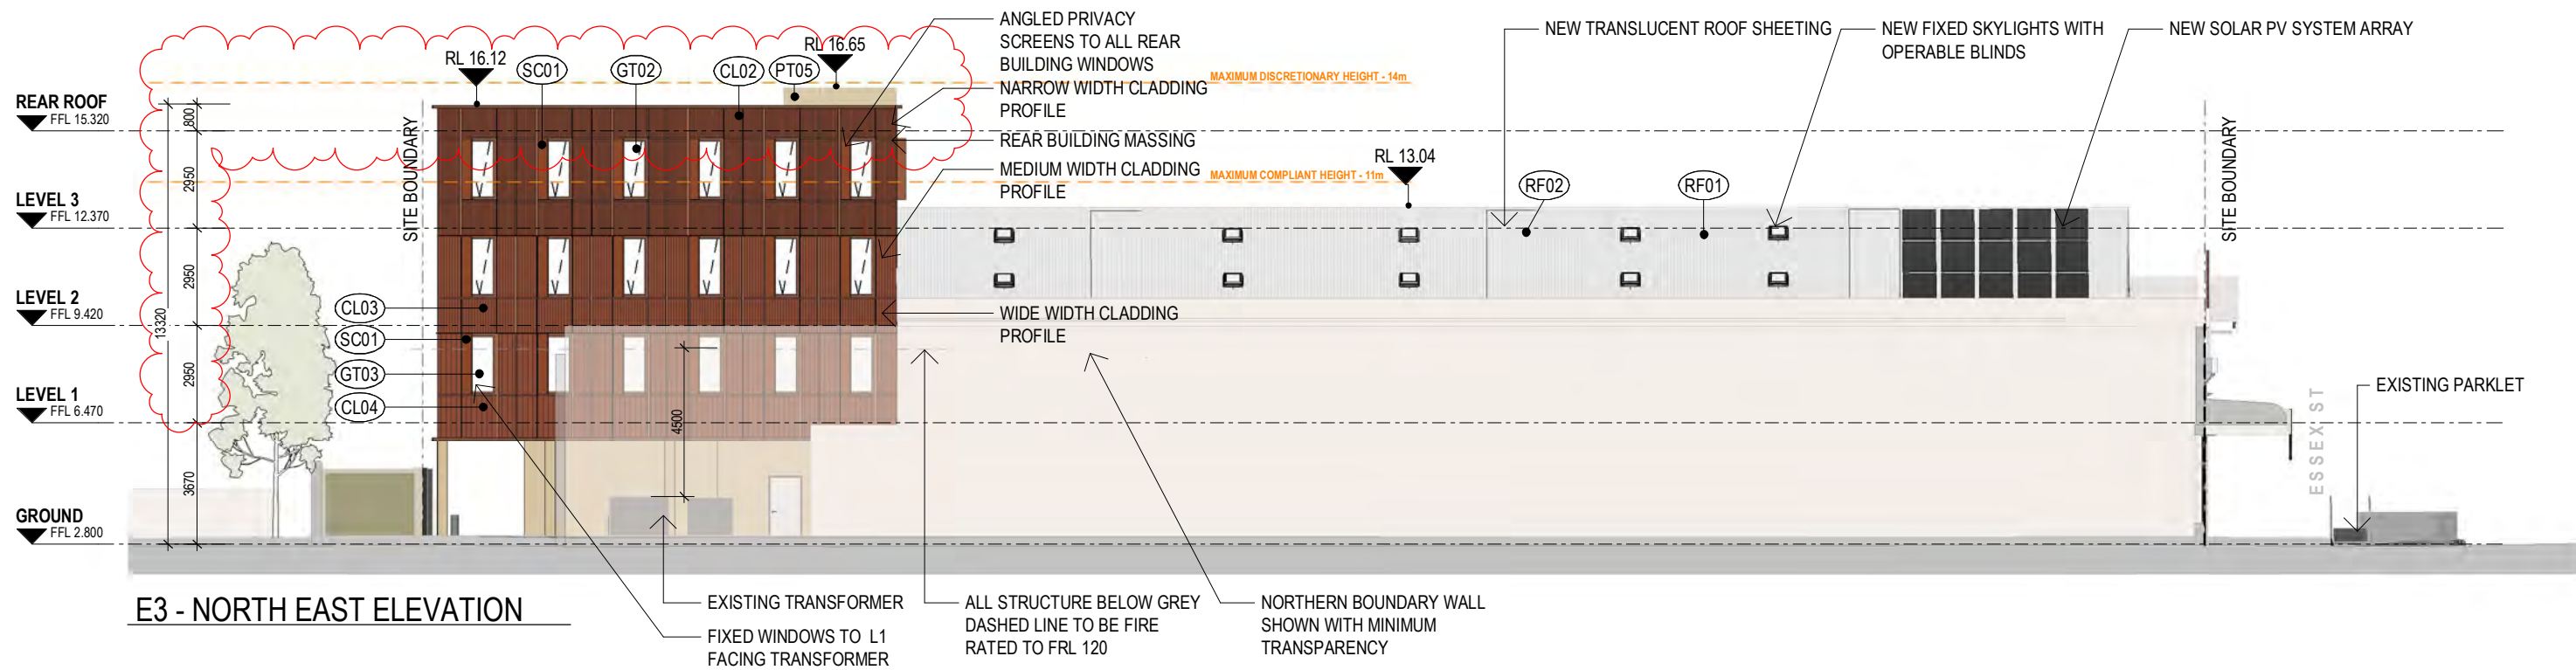 ANGLED PRIVACY
SCREENS TO ALL REAR
BUILDING WINDOWS
NARROW WIDTH CLADDING
PROFILE
REAR BUILDING MASSING
MEDIUM WIDTH CLADDING
PROFILE
WIDE WIDTH CLADDING
PROFILE
NEW TRANSLUCENT ROOF SHEETING
NEW FIXED SKYLIGHTS WITH
OPERABLE BLINDS
NEW SOLAR PV SYSTEM ARRAY
RL 16.12
SC01
GT02
CL02
PT05
RL 16.65
MAXIMUM DISCRETIONARY HEIGHT - 14m
MAXIMUM COMPLIANT HEIGHT - 11m
RL 13.04
RF02
RF01
REAR ROOF
FFL 15.320
LEVEL 3
FFL 12.370
LEVEL 2
FFL 9.420
LEVEL 1
FFL 6.470
GROUND
FFL 2.800
800
2950
2950
2950
3670
13320
SITE BOUNDARY
CL03
SC01
GT03
CL04
4500
SITE BOUNDARY
ESSEX ST
EXISTING PARKLET
E3 - NORTH EAST ELEVATION
EXISTING TRANSFORMER
FIXED WINDOWS TO L1
FACING TRANSFORMER
ALL STRUCTURE BELOW GREY
DASHED LINE TO BE FIRE
RATED TO FRL 120
NORTHERN BOUNDARY WALL
SHOWN WITH MINIMUM
TRANSPARENCY